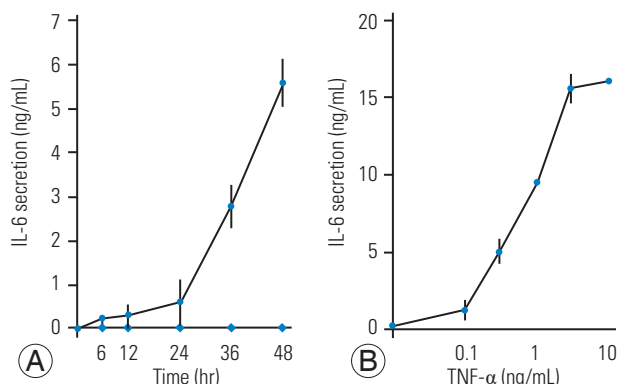 7
6
5
4
3
2
1
0
IL-6 secretion (ng/mL)
6 12 24 36 48
Time (hr)
A
20
15
10
5
0
IL-6 secretion (ng/mL)
0.1 1 10
TNF-α (ng/mL)
B